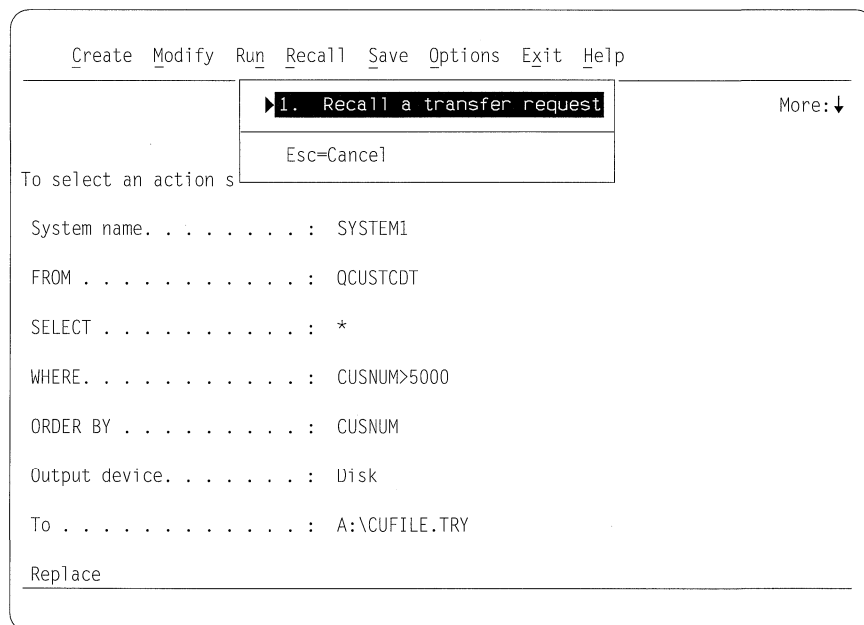 Create Modify Run Recall Save Options Exit Help
▶1. Recall a transfer request
More:↓
Esc=Cancel
To select an action s
System name. . . . . . . . : SYSTEM1
FROM . . . . . . . . . . . : QCUSTCDT
SELECT . . . . . . . . . . : *
WHERE. . . . . . . . . . . : CUSNUM>5000
ORDER BY . . . . . . . . . : CUSNUM
Output device. . . . . . . : Disk
To . . . . . . . . . . . . : A:\CUFILE.TRY
Replace